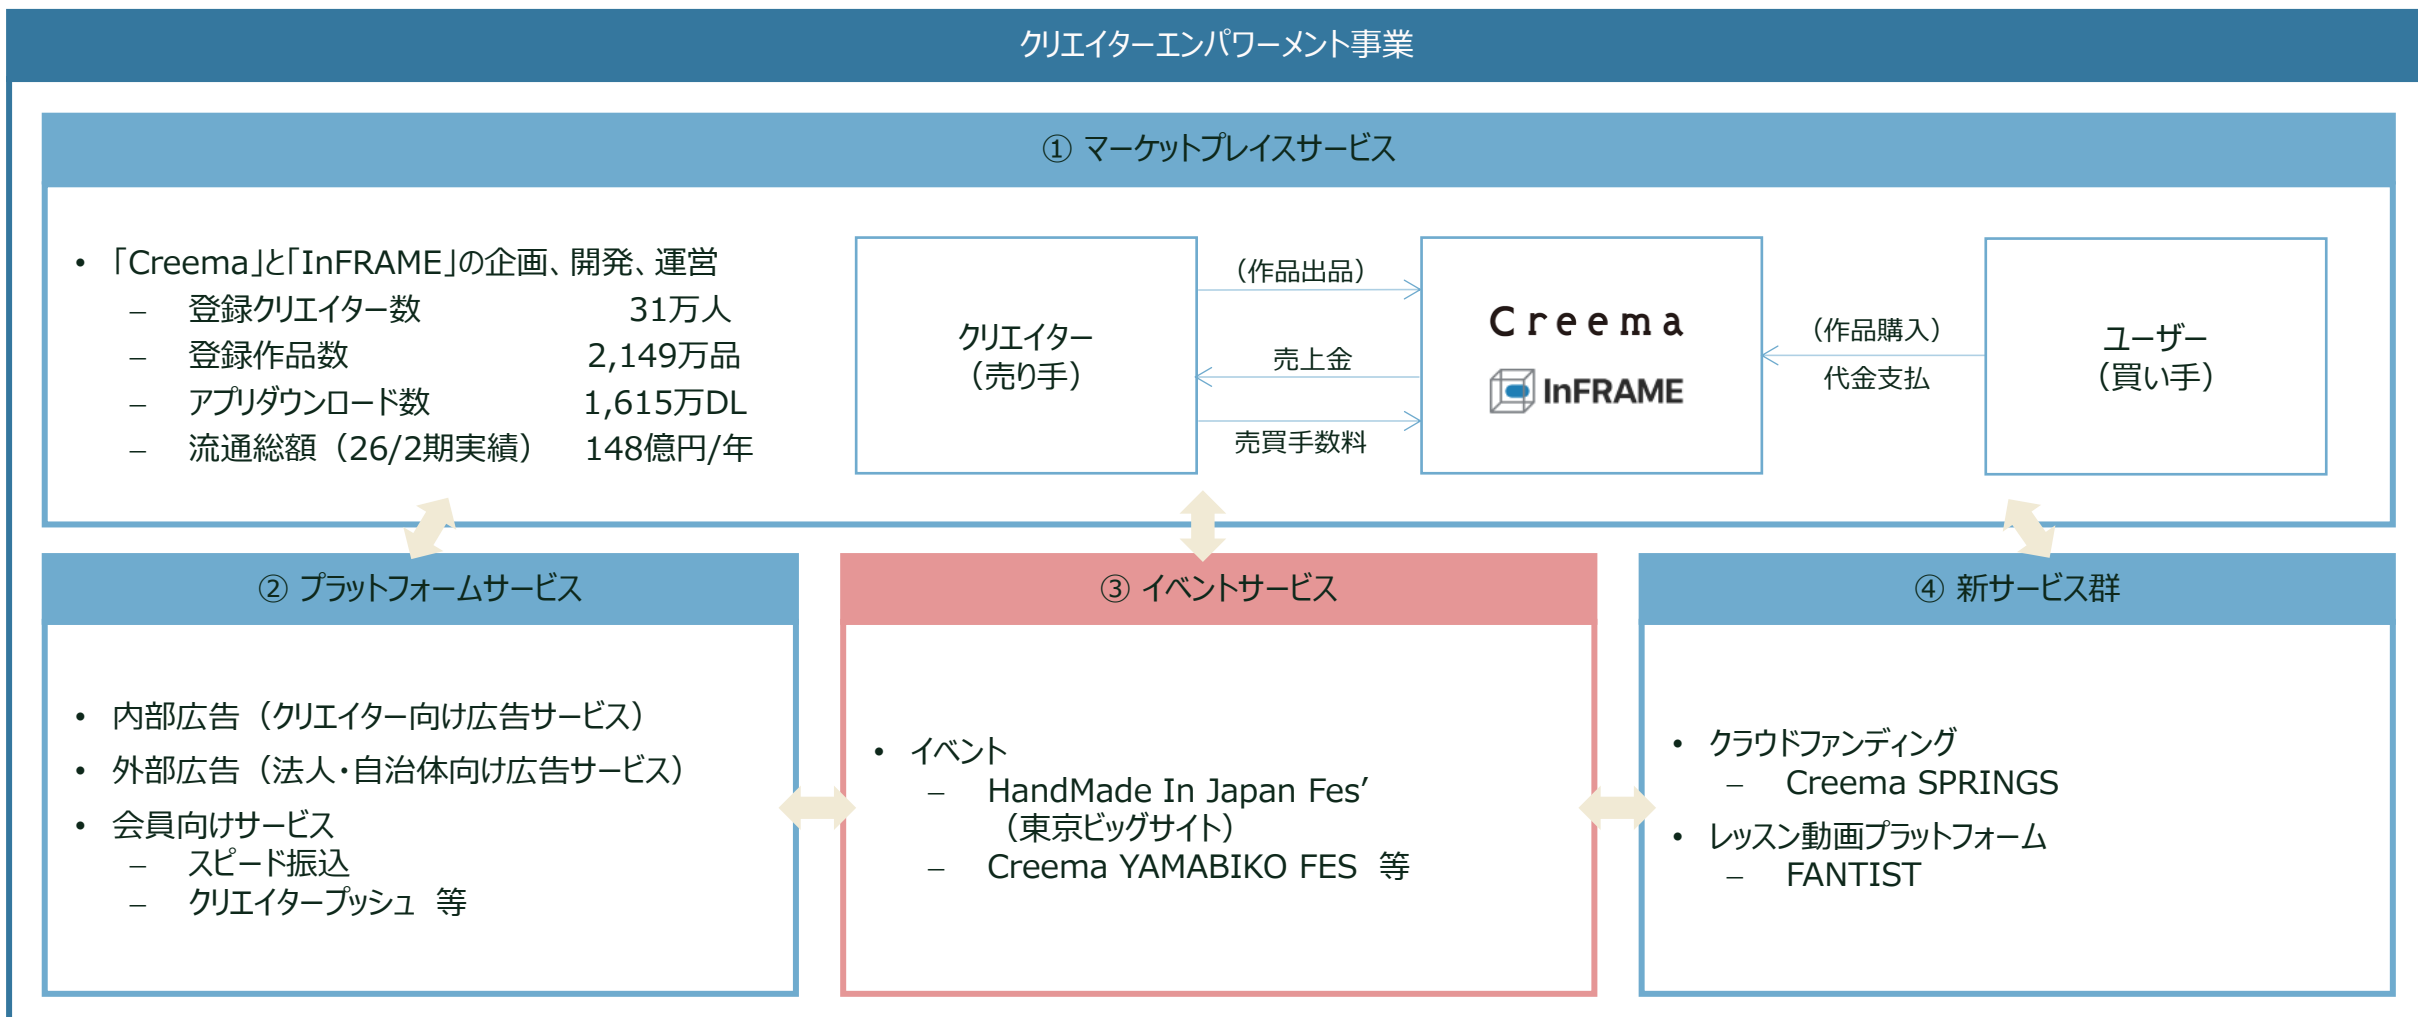 クリエイターエンパワーメント事業
① マーケットプレイスサービス
• 「Creema」と「InFRAME」の企画、開発、運営
– 登録クリエイター数 31万人
– 登録作品数 2,149万品
– アプリダウンロード数 1,615万DL
– 流通総額（26/2期実績） 148億円/年
クリエイター
（売り手）
（作品出品）
売上金
売買手数料
Creema
InFRAME
（作品購入）
代金支払
ユーザー
（買い手）
② プラットフォームサービス
• 内部広告（クリエイター向け広告サービス）
• 外部広告（法人・自治体向け広告サービス）
• 会員向けサービス
– スピード振込
– クリエイタープッシュ 等
③ イベントサービス
• イベント
– HandMade In Japan Fes’
（東京ビッグサイト）
– Creema YAMABIKO FES 等
④ 新サービス群
• クラウドファンディング
– Creema SPRINGS
• レッスン動画プラットフォーム
– FANTIST